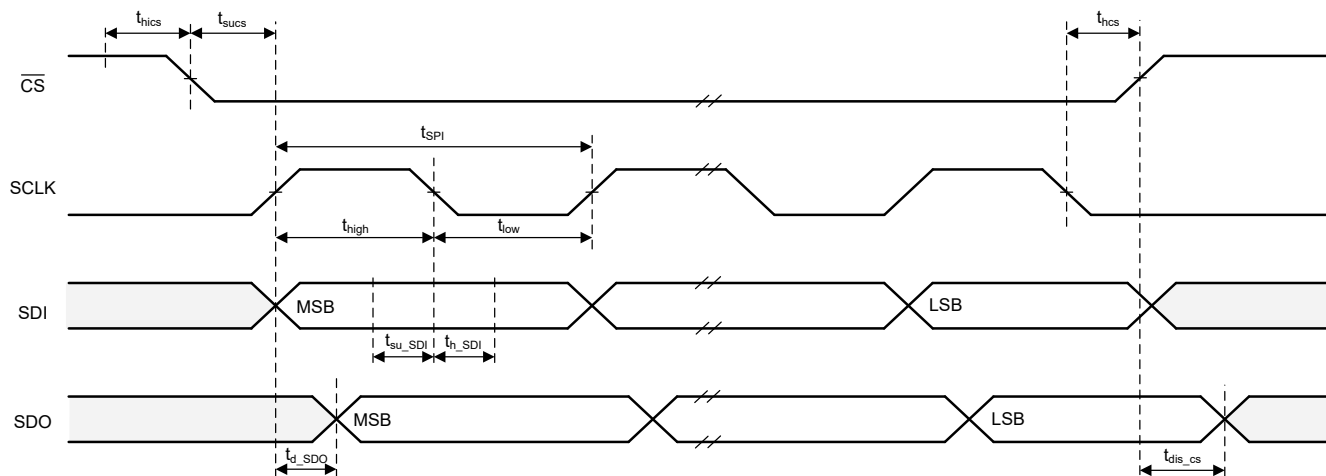 thics
tsucs
thcs
CS
tSPI
SCLK
thigh
tlow
SDI
MSB
LSB
tsu_SDI
th_SDI
SDO
MSB
LSB
td_SDO
tdis_cs